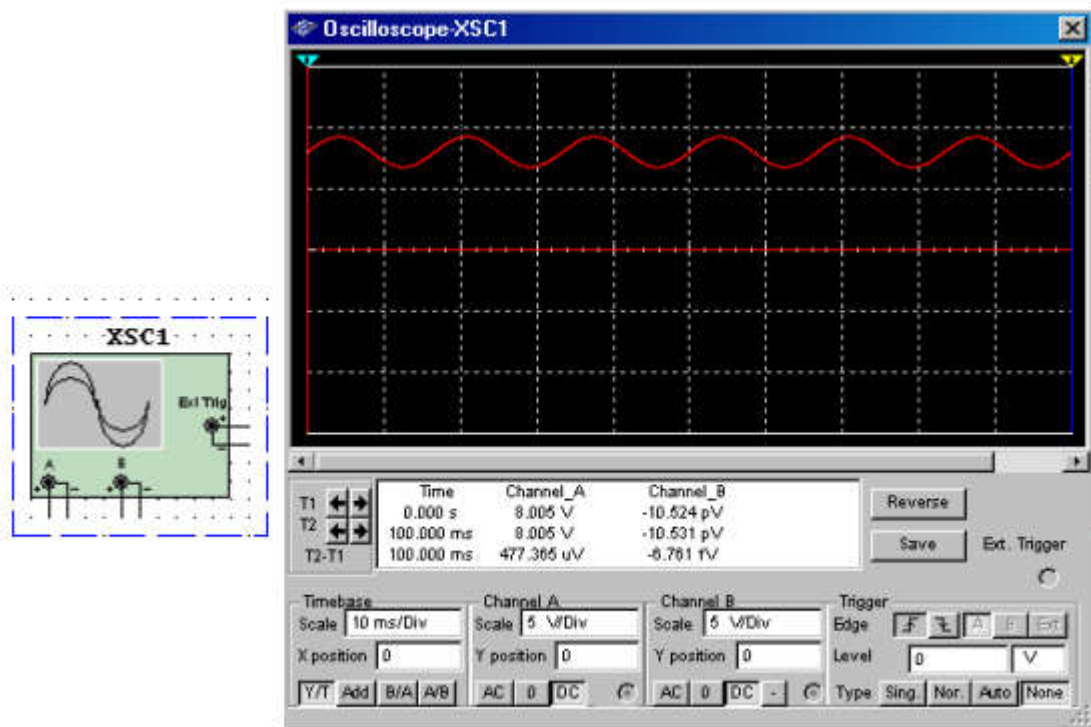 Oscilloscope-XSC1
XSC1
Ext Trig
A B
Time Channel_A Channel_B
T1 0.000 s 8.005 V -10.524 pV
T2 100.000 ms 8.005 V -10.531 pV
T2-T1 100.000 ms 477.365 uV -6.761 fV
Reverse
Save
Ext. Trigger
Timebase Channel A Channel B Trigger
Scale 10 ms/Div Scale 5 V/Div Scale 5 V/Div Edge A B Ext
X position 0 Y position 0 Y position 0 Level 0 V
Y/T Add B/A A/B AC 0 DC AC 0 DC - Type Sing. Nor. Auto None